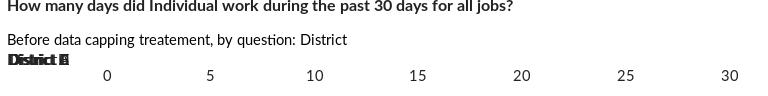 How many days did Individual work during the past 30 days for all jobs?
Before data capping treatement, by question: District
District
0 5 10 15 20 25 30